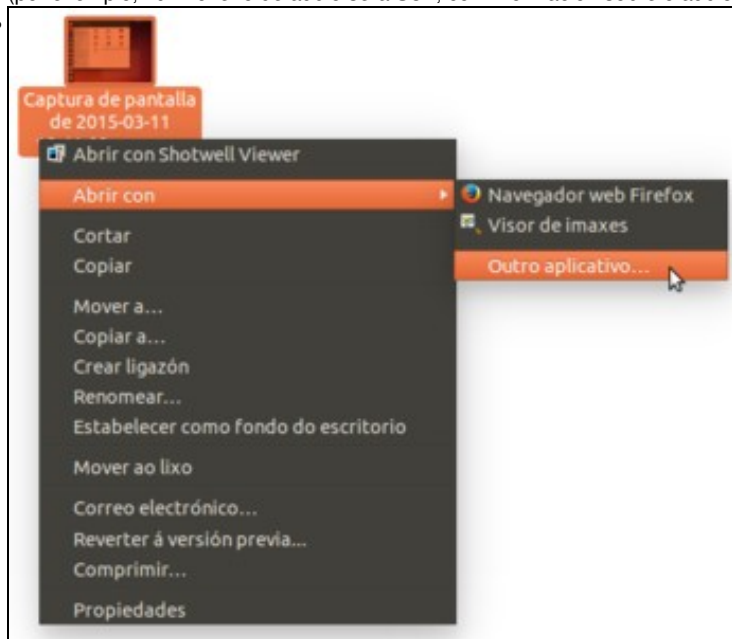 Captura de pantalla
de 2015-03-11
Abrir con Shotwell Viewer
Abrir con
Navegador web Firefox
Visor de imaxes
Outro aplicativo...
Cortar
Copiar
Mover a...
Copiar a...
Crear ligazón
Renomear...
Estabelecer como fondo do escritorio
Mover ao lixo
Correo electrónico...
Reverter á versión previa...
Comprimir...
Propiedades